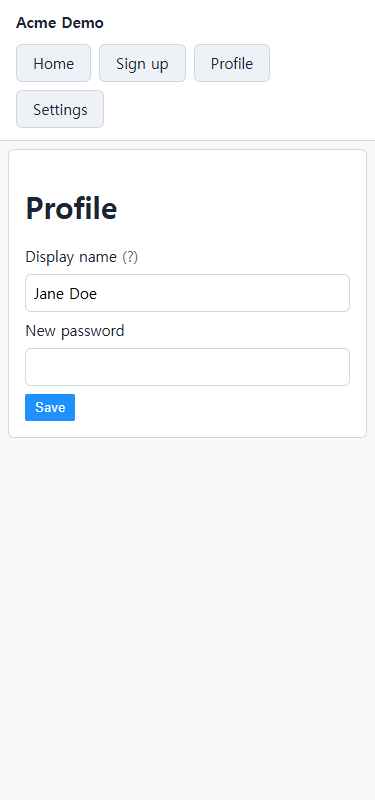 Acme Demo
Home Sign up Profile
Settings
Profile
Display name (?)
Jane Doe
New password
Save